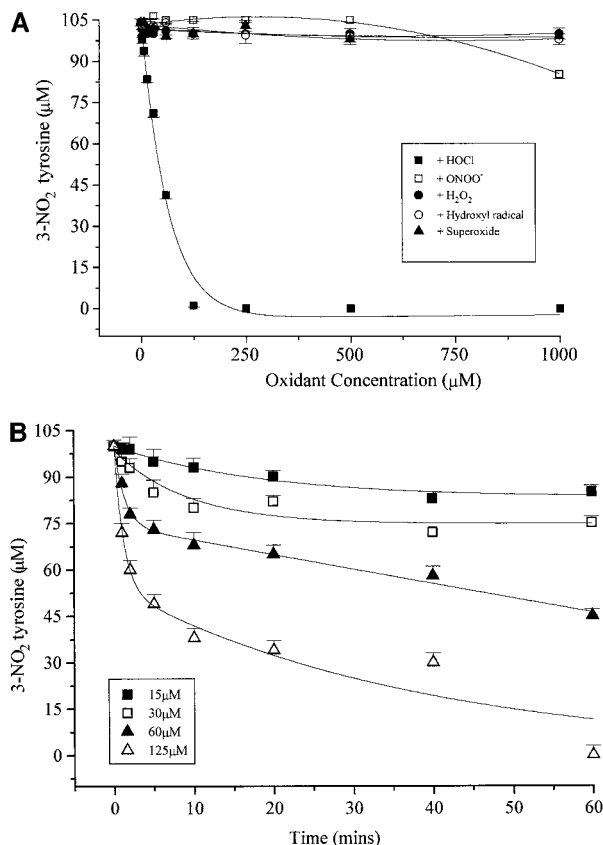 A
3-NO₂ tyrosine (µM)
105
90
75
60
45
30
15
0
+ HOCl
+ ONOO⁻
+ H₂O₂
+ Hydroxyl radical
+ Superoxide
0 250 500 750 1000
Oxidant Concentration (µM)
B
3-NO₂ tyrosine (µM)
105
90
75
60
45
30
15
0
15µM
30µM
60µM
125µM
0 10 20 30 40 50 60
Time (mins)